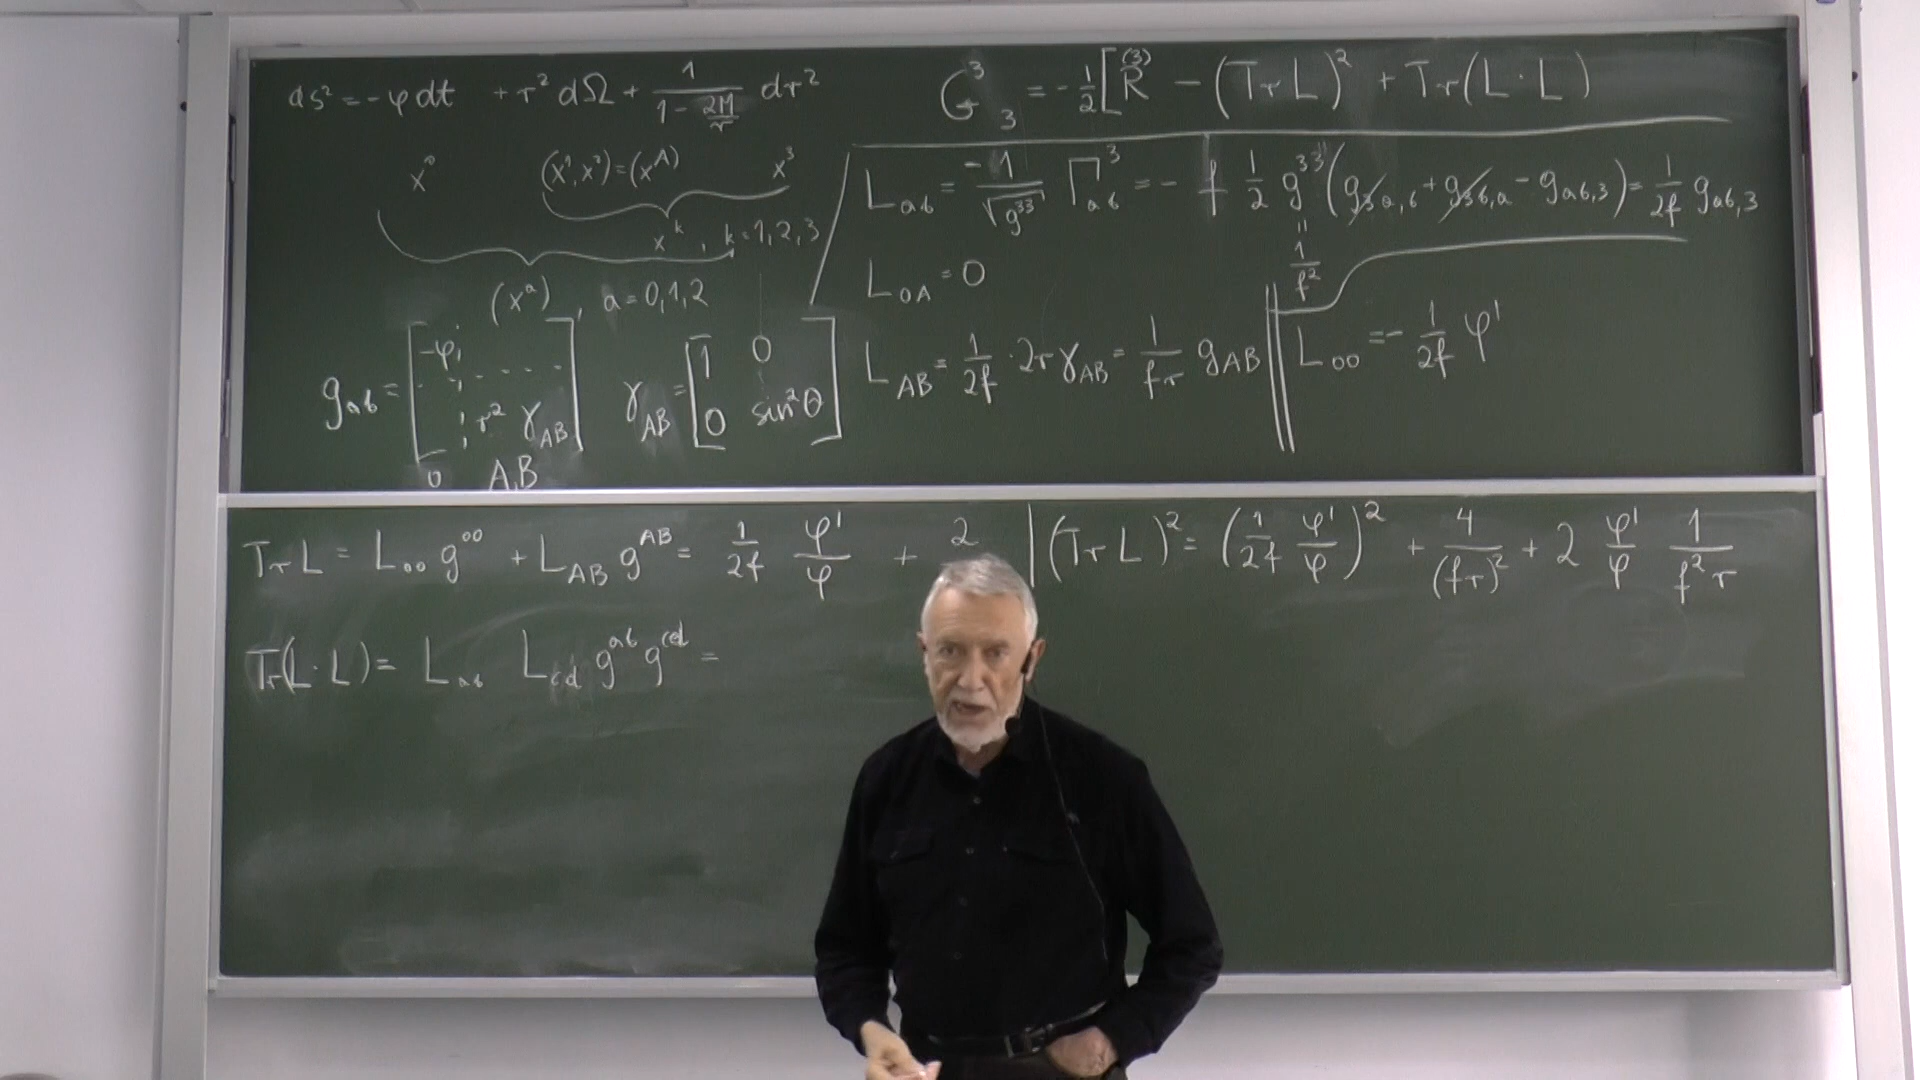 ds² = -φ dt + r² dΩ + 1/(1 - 2M/r) dr²
x⁰ (x¹, x²) = (x^A) x³
x^k, k = 1, 2, 3
(x^a), a = 0, 1, 2
g_ab = [-φ ; r² γ_AB] γ_AB = [1 0 ; 0 sin²θ]
0 A,B
G³₃ = -1/2 [R^(3) - (Tr L)² + Tr(L · L)
L_ab = -1/√g³³ Γ³_ab = - f 1/2 g³³ (g_3a,b + g_3b,a - g_ab,3) = 1/2f g_ab,3
= 1/f²
L_0A = 0
L_AB = 1/2f · 2r γ_AB = 1/fr g_AB || L_00 = - 1/2f φ'
Tr L = L_00 g^00 + L_AB g^AB = 1/2f φ'/φ + 2 | (Tr L)² = (1/2f φ'/φ)² + 4/(fr)² + 2 φ'/φ 1/f²r
Tr(L · L) = L_ab L_cd g^ab g^cd =